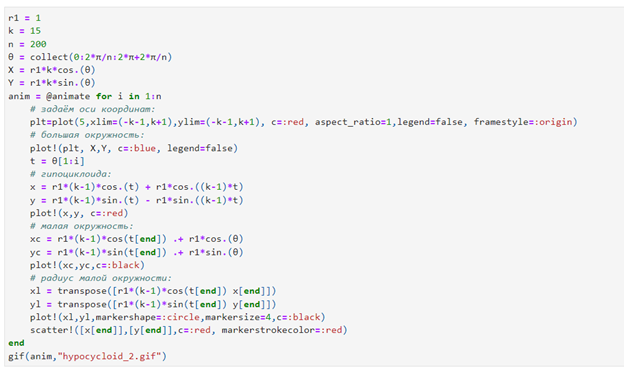 r1 = 1
k = 15
n = 200
θ = collect(0:2*π/n:2*π+2*π/n)
X = r1*k*cos.(θ)
Y = r1*k*sin.(θ)
anim = @animate for i in 1:n
# задаём оси координат:
plt=plot(5,xlim=(-k-1,k+1),ylim=(-k-1,k+1), c=:red, aspect_ratio=1,legend=false, framestyle=:origin)
# большая окружность:
plot!(plt, X,Y, c=:blue, legend=false)
t = θ[1:i]
# гипоциклоида:
x = r1*(k-1)*cos.(t) + r1*cos.((k-1)*t)
y = r1*(k-1)*sin.(t) - r1*sin.((k-1)*t)
plot!(x,y, c=:red)
# малая окружность:
xc = r1*(k-1)*cos(t[end]) .+ r1*cos.(θ)
yc = r1*(k-1)*sin(t[end]) .+ r1*sin.(θ)
plot!(xc,yc,c=:black)
# радиус малой окружности:
xl = transpose([r1*(k-1)*cos(t[end]) x[end]])
yl = transpose([r1*(k-1)*sin(t[end]) y[end]])
plot!(xl,yl,markershape=:circle,markersize=4,c=:black)
scatter!([x[end]],[y[end]],c=:red, markerstrokecolor=:red)
end
gif(anim,"hypocycloid_2.gif")